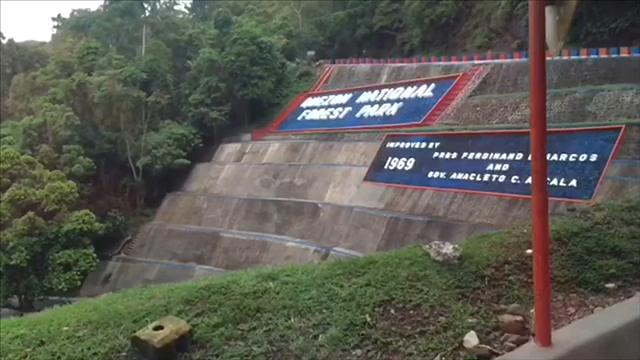 QUEZON NATIONAL
FOREST PARK
IMPROVED BY
1969 PRES FERDINAND E MARCOS
AND
GOV. ANACLETO C. ALCALA